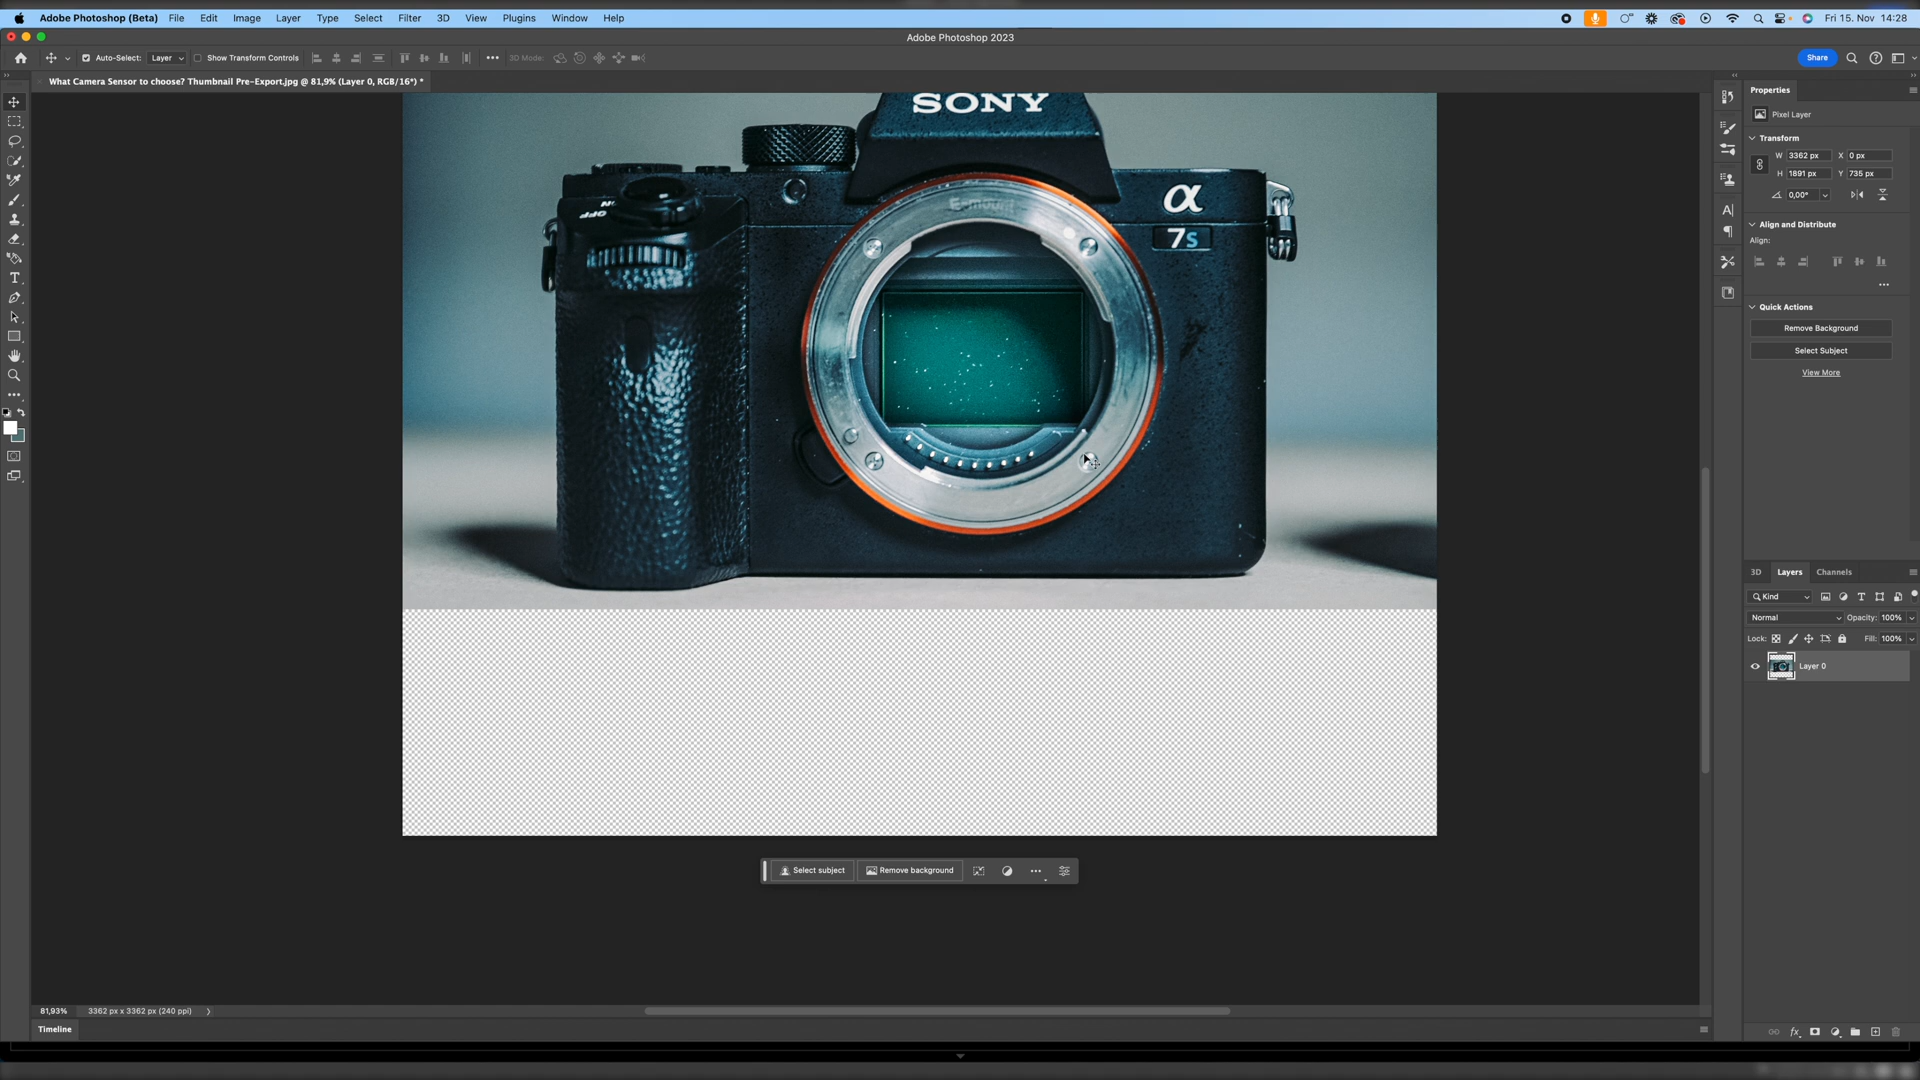 Adobe Photoshop (Beta) File Edit Image Layer Type Select Filter 3D View Plugins Window Help Fri 15. Nov 14:28
Adobe Photoshop 2023
Auto-Select: Layer Show Transform Controls 3D Mode: Share
What Camera Sensor to choose? Thumbnail Pre-Export.jpg @ 81,9% (Layer 0, RGB/16*) *
SONY
E-mount
α
7s
OFF
ON
Properties
Pixel Layer
Transform
W 3362 px X 0 px
H 1891 px Y 735 px
0,00°
Align and Distribute
Align:
Quick Actions
Remove Background
Select Subject
View More
3D Layers Channels
Kind
Normal Opacity: 100%
Lock: Fill: 100%
Layer 0
Select subject Remove background
81,93% 3362 px x 3362 px (240 ppi)
Timeline